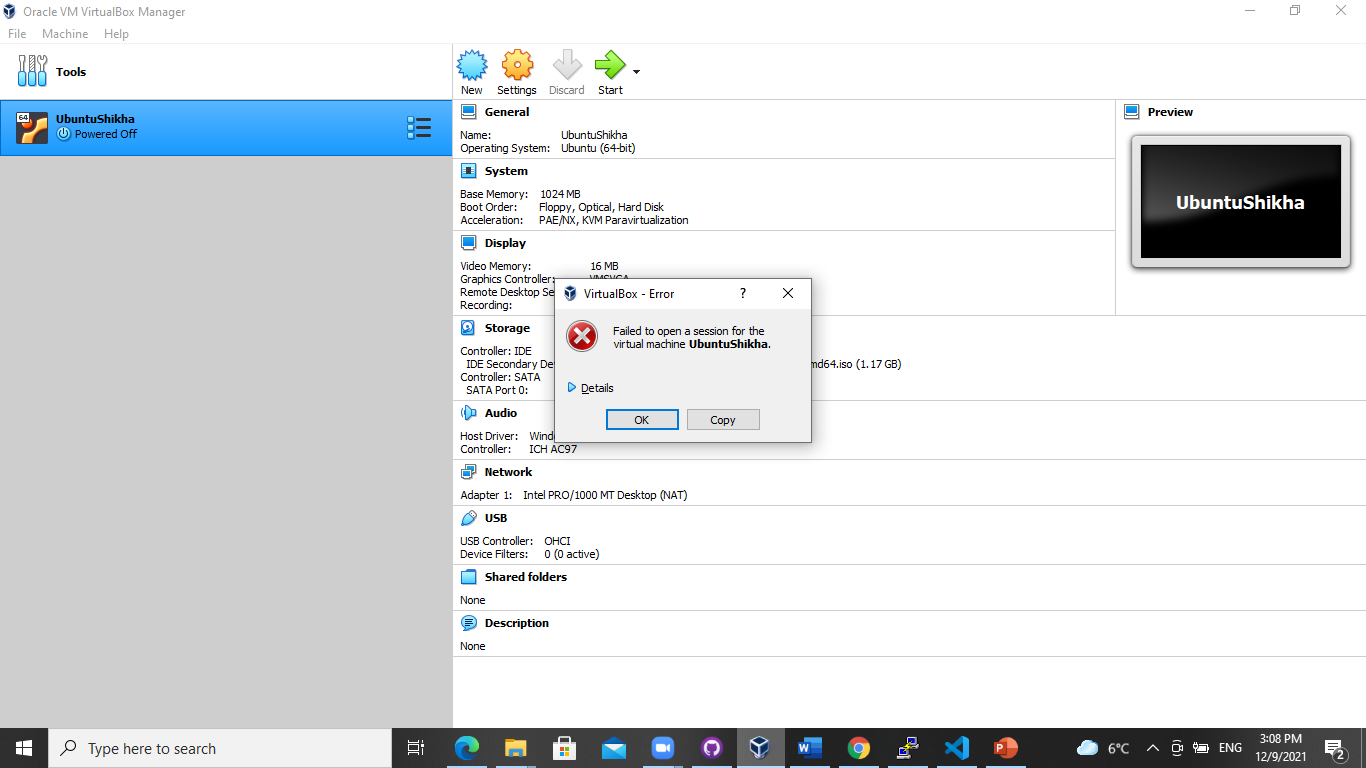 Oracle VM VirtualBox Manager
File Machine Help
Tools
New Settings Discard Start
64
UbuntuShikha
Powered Off
General
Name: UbuntuShikha
Operating System: Ubuntu (64-bit)
System
Base Memory: 1024 MB
Boot Order: Floppy, Optical, Hard Disk
Acceleration: PAE/NX, KVM Paravirtualization
Display
Video Memory: 16 MB
Graphics Controller:
Remote Desktop Se
Recording:
Storage
Controller: IDE
IDE Secondary De md64.iso (1.17 GB)
Controller: SATA
SATA Port 0:
Audio
Host Driver: Windo
Controller: ICH AC97
Network
Adapter 1: Intel PRO/1000 MT Desktop (NAT)
USB
USB Controller: OHCI
Device Filters: 0 (0 active)
Shared folders
None
Description
None
Preview
UbuntuShikha
VirtualBox - Error
?
Failed to open a session for the
virtual machine UbuntuShikha.
Details
OK Copy
Type here to search
6°C
ENG
3:08 PM
12/9/2021
2